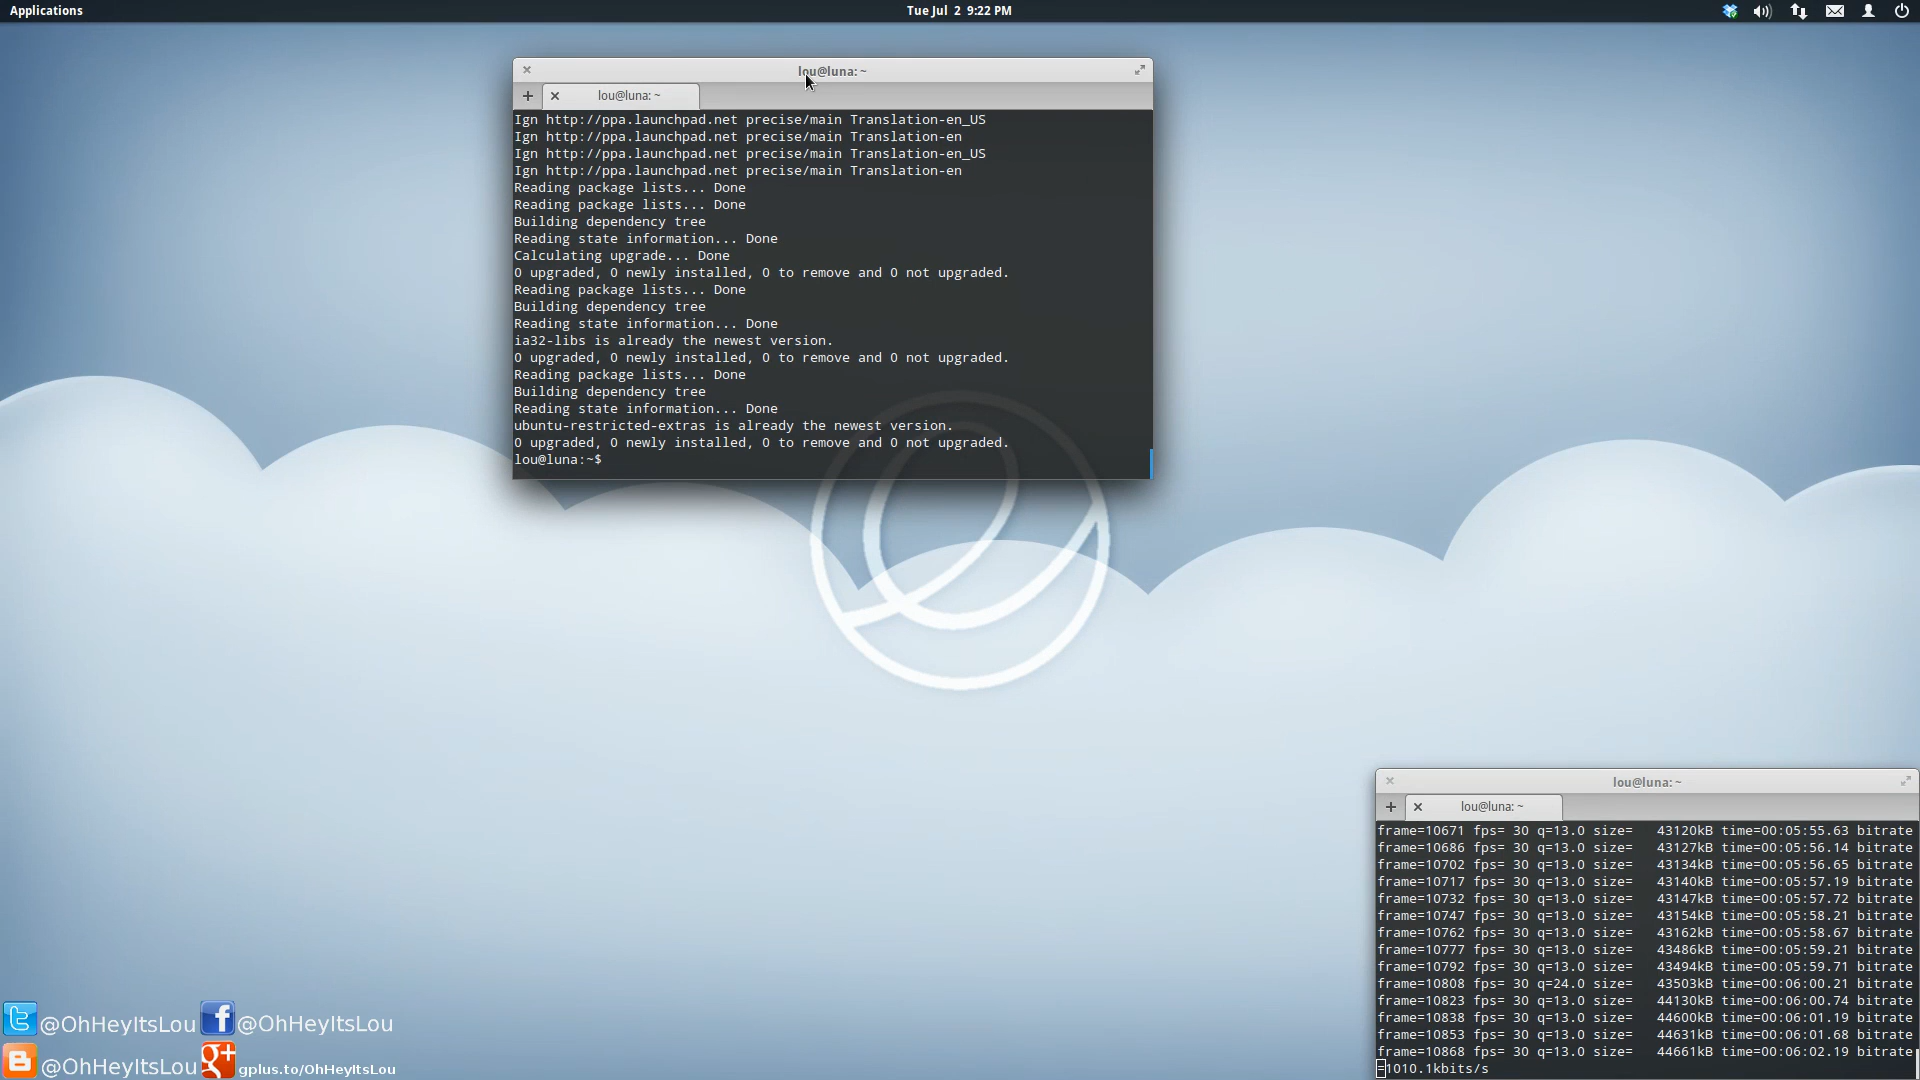 Applications
Tue Jul 2 9:22 PM
lou@luna: ~
lou@luna: ~
Ign http://ppa.launchpad.net precise/main Translation-en_US
Ign http://ppa.launchpad.net precise/main Translation-en
Ign http://ppa.launchpad.net precise/main Translation-en_US
Ign http://ppa.launchpad.net precise/main Translation-en
Reading package lists... Done
Reading package lists... Done
Building dependency tree
Reading state information... Done
Calculating upgrade... Done
0 upgraded, 0 newly installed, 0 to remove and 0 not upgraded.
Reading package lists... Done
Building dependency tree
Reading state information... Done
ia32-libs is already the newest version.
0 upgraded, 0 newly installed, 0 to remove and 0 not upgraded.
Reading package lists... Done
Building dependency tree
Reading state information... Done
ubuntu-restricted-extras is already the newest version.
0 upgraded, 0 newly installed, 0 to remove and 0 not upgraded.
lou@luna:~$
lou@luna: ~
lou@luna: ~
frame=10671 fps= 30 q=13.0 size=   43120kB time=00:05:55.63 bitrate
frame=10686 fps= 30 q=13.0 size=   43127kB time=00:05:56.14 bitrate
frame=10702 fps= 30 q=13.0 size=   43134kB time=00:05:56.65 bitrate
frame=10717 fps= 30 q=13.0 size=   43140kB time=00:05:57.19 bitrate
frame=10732 fps= 30 q=13.0 size=   43147kB time=00:05:57.72 bitrate
frame=10747 fps= 30 q=13.0 size=   43154kB time=00:05:58.21 bitrate
frame=10762 fps= 30 q=13.0 size=   43162kB time=00:05:58.67 bitrate
frame=10777 fps= 30 q=13.0 size=   43486kB time=00:05:59.21 bitrate
frame=10792 fps= 30 q=13.0 size=   43494kB time=00:05:59.71 bitrate
frame=10808 fps= 30 q=24.0 size=   43503kB time=00:06:00.21 bitrate
frame=10823 fps= 30 q=13.0 size=   44130kB time=00:06:00.74 bitrate
frame=10838 fps= 30 q=13.0 size=   44600kB time=00:06:01.19 bitrate
frame=10853 fps= 30 q=13.0 size=   44631kB time=00:06:01.68 bitrate
frame=10868 fps= 30 q=13.0 size=   44661kB time=00:06:02.19 bitrate
=1010.1kbits/s
@OhHeyItsLou
@OhHeyItsLou
@OhHeyItsLou
gplus.to/OhHeyItsLou